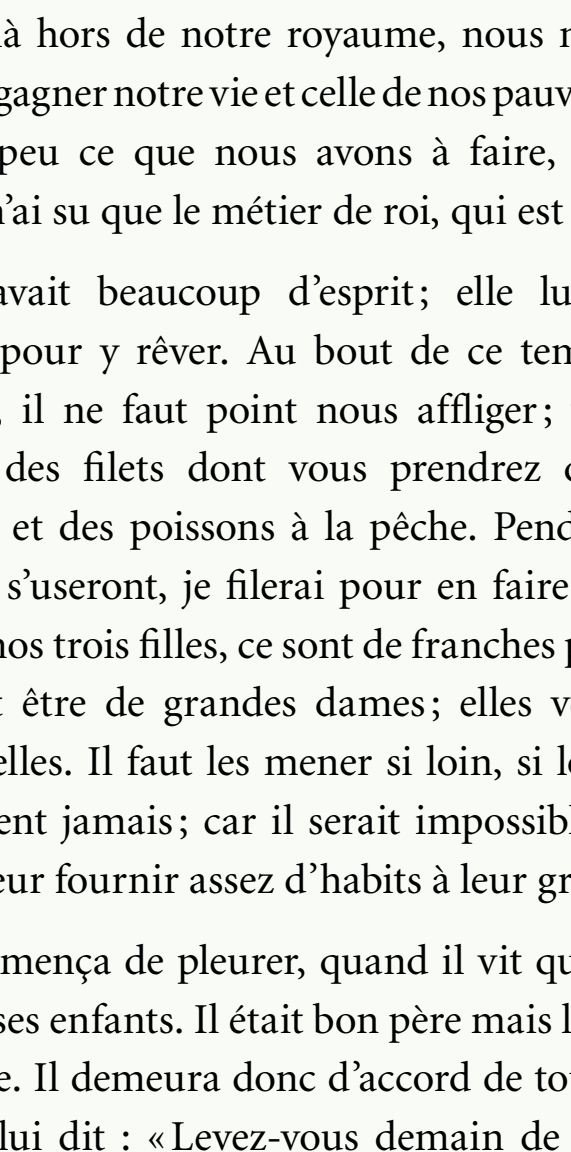 là hors de notre royaume, nous
gagner notre vie et celle de nos pauv
peu ce que nous avons à faire,
n’ai su que le métier de roi, qui est
avait beaucoup d’esprit ; elle lu
pour y rêver. Au bout de ce tem
, il ne faut point nous affliger ;
des filets dont vous prendrez
et des poissons à la pêche. Pend
s’useront, je filerai pour en faire
nos trois filles, ce sont de franches
être de grandes dames ; elles v
elles. Il faut les mener si loin, si l
ent jamais ; car il serait impossibl
eur fournir assez d’habits à leur gr
mença de pleurer, quand il vit qu
ses enfants. Il était bon père mais l
e. Il demeura donc d’accord de to
lui dit : « Levez-vous demain de